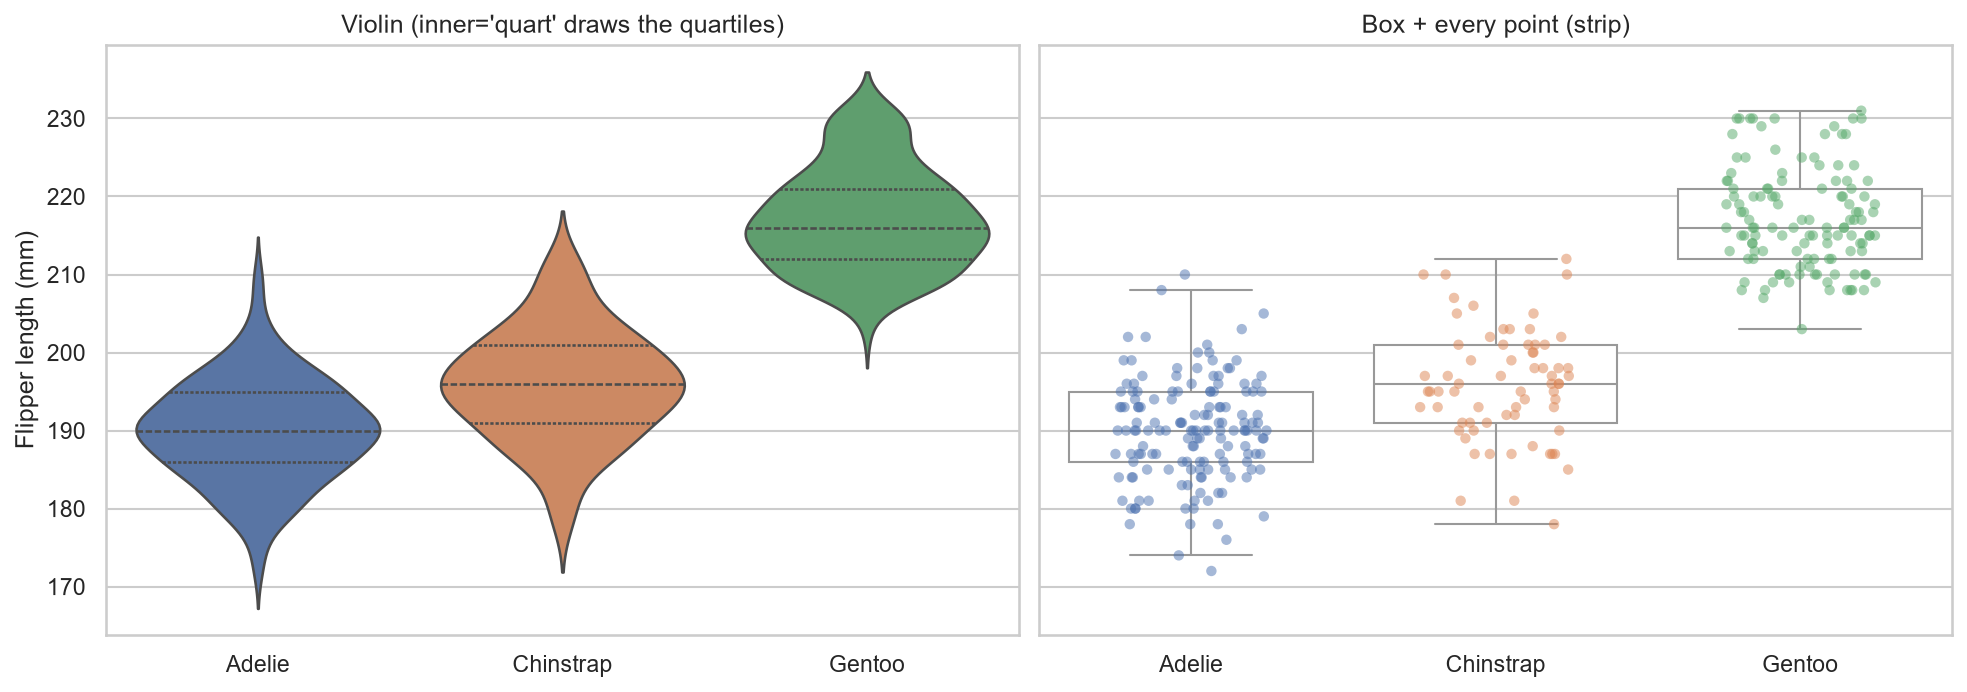 Violin (inner='quart' draws the quartiles)
Box + every point (strip)
Flipper length (mm)
230
220
210
200
190
180
170
Adelie
Chinstrap
Gentoo
Adelie
Chinstrap
Gentoo